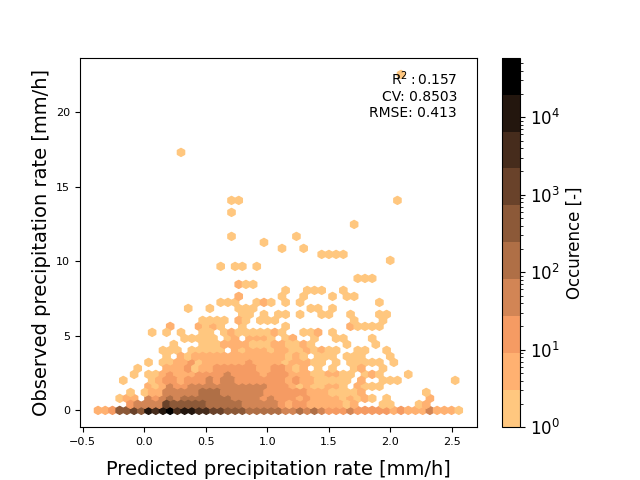 R² : 0.157
CV: 0.8503
RMSE: 0.413
Observed precipitation rate [mm/h]
20
15
10
5
0
−0.5 0.0 0.5 1.0 1.5 2.0 2.5
Predicted precipitation rate [mm/h]
10⁴
10³
10²
10¹
10⁰
Occurence [-]